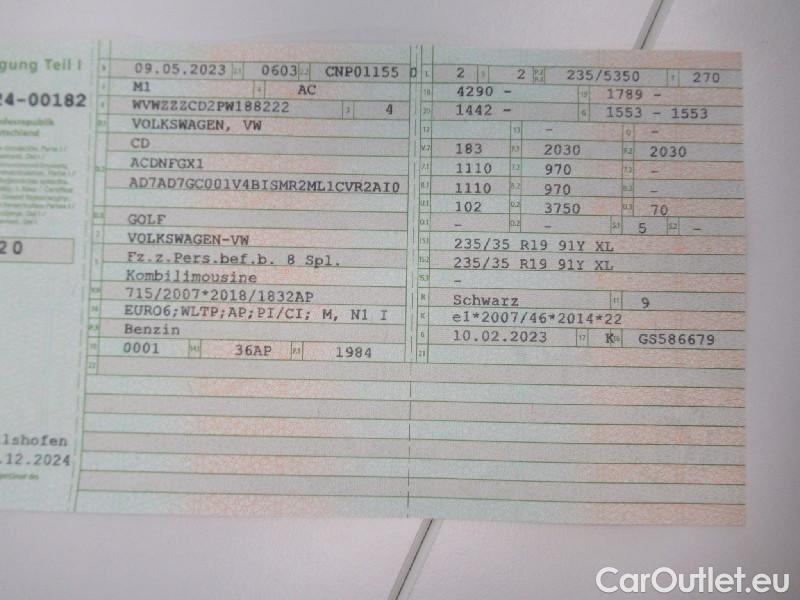 gung Teil I
24-00182
20
lshofen
.12.2024
09.05.2023 0603 CNP01155 0
M1 AC
WVWZZZCD2PW188222 4
VOLKSWAGEN, VW
CD
ACDNFGX1
AD7AD7GC001V4BISMR2ML1CVR2AI0
GOLF
VOLKSWAGEN-VW
Fz.z.Pers.bef.b. 8 Spl.
Kombilimousine
715/2007*2018/1832AP
EURO6;WLTP;AP;PI/CI; M, N1 I
Benzin
0001 36AP 1984
2 2 235/5350 270
4290 - 1789 -
1442 - 1553 - 1553
- -
183 2030 2030
1110 970 -
1110 970 -
102 3750 70
- - 5 -
235/35 R19 91Y XL
235/35 R19 91Y XL
-
Schwarz 9
e1*2007/46*2014*22
10.02.2023 K GS586679
CarOutlet.eu